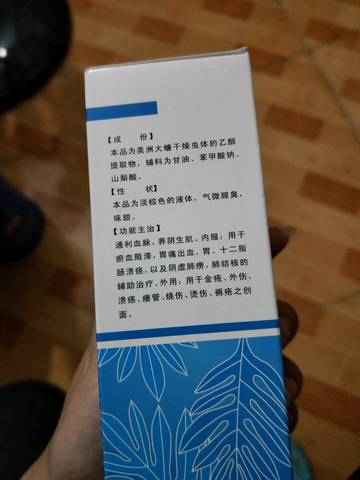 【成　份】
本品为美洲大蠊干燥虫体的乙醇
提取物，辅料为甘油、苯甲酸钠、
山梨酸。
【性　状】
本品为淡棕色的液体，气微腥臭，
味甜。
【功能主治】
通利血脉，养阴生肌。内服：用于
瘀血阻滞，胃痛出血，胃、十二指
肠溃疡，以及阴虚肺痨，肺结核的
辅助治疗。外用：用于金疮、外伤、
溃疡、瘘管、烧伤、烫伤、褥疮之创
面。